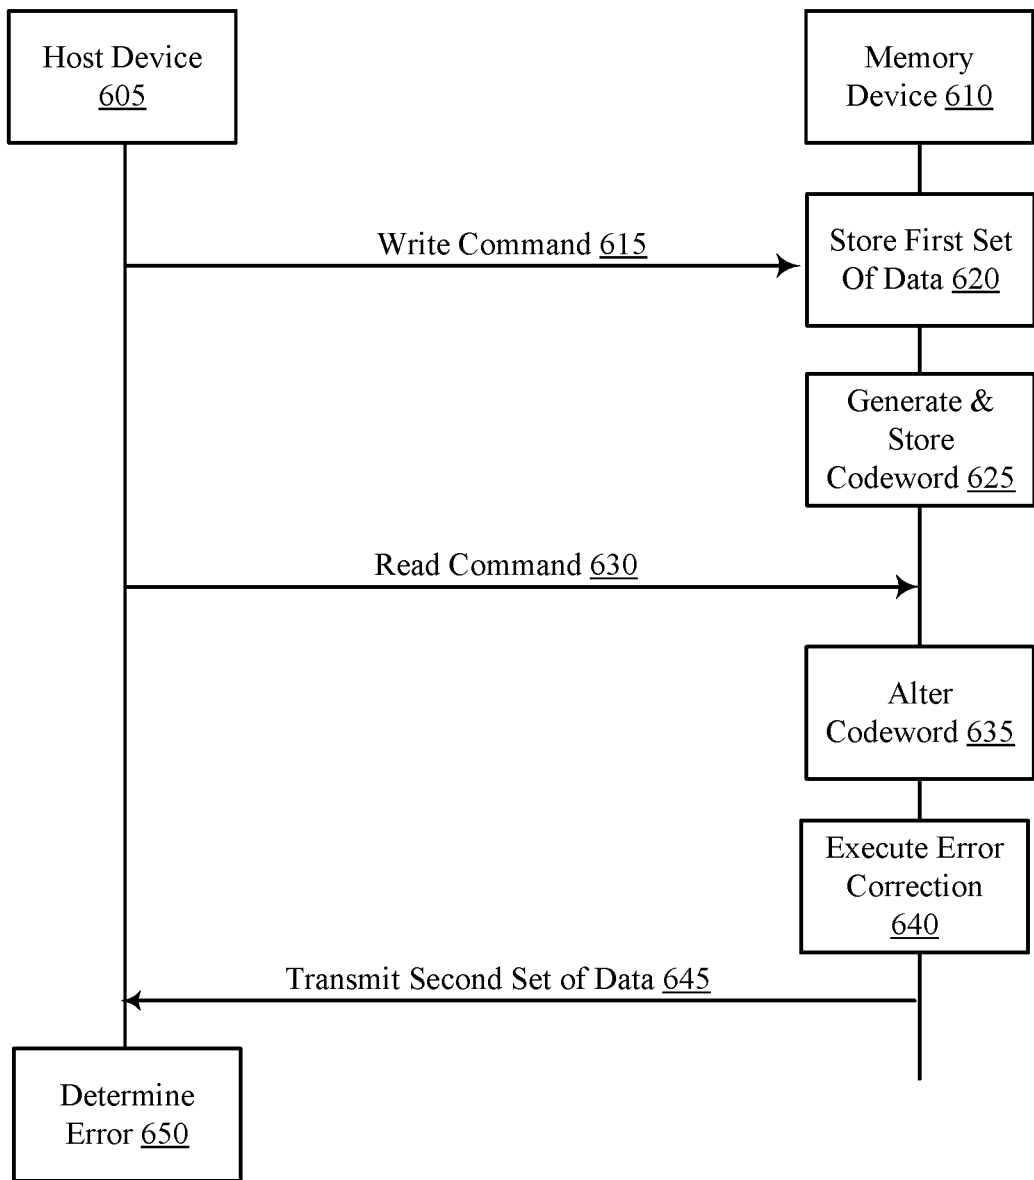 Host Device
605
Memory
Device 610
Write Command 615
Store First Set
Of Data 620
Generate &
Store
Codeword 625
Read Command 630
Alter
Codeword 635
Execute Error
Correction
640
Transmit Second Set of Data 645
Determine
Error 650